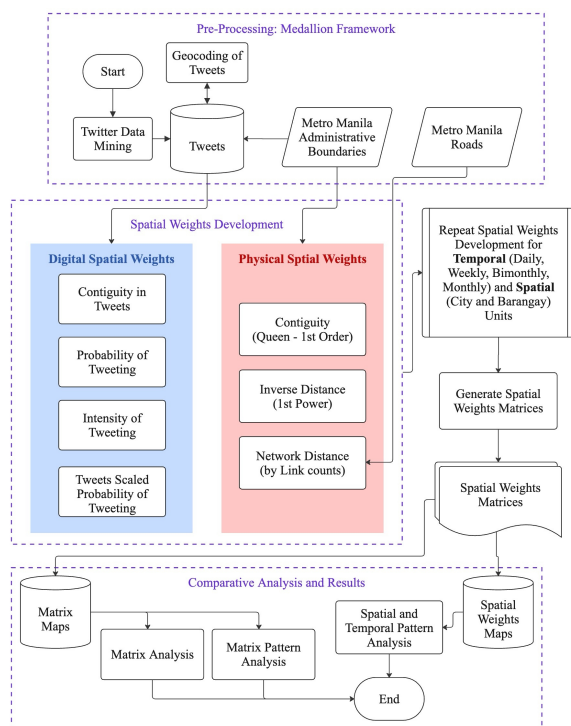 Pre-Processing: Medallion Framework
Start
Geocoding of
Tweets
Twitter Data
Mining
Tweets
Metro Manila
Administrative
Boundaries
Metro Manila
Roads
Spatial Weights Development
Digital Spatial Weights
Contiguity in
Tweets
Probability of
Tweeting
Intensity of
Tweeting
Tweets Scaled
Probability of
Tweeting
Physical Sptial Weights
Contiguity
(Queen - 1st Order)
Inverse Distance
(1st Power)
Network Distance
(by Link counts)
Repeat Spatial Weights
Development for
Temporal (Daily,
Weekly, Bimonthly,
Monthly) and Spatial
(City and Barangay)
Units
Generate Spatial
Weights Matrices
Spatial Weights
Matrices
Comparative Analysis and Results
Matrix
Maps
Matrix Analysis
Matrix Pattern
Analysis
Spatial and
Temporal Pattern
Analysis
Spatial
Weights
Maps
End